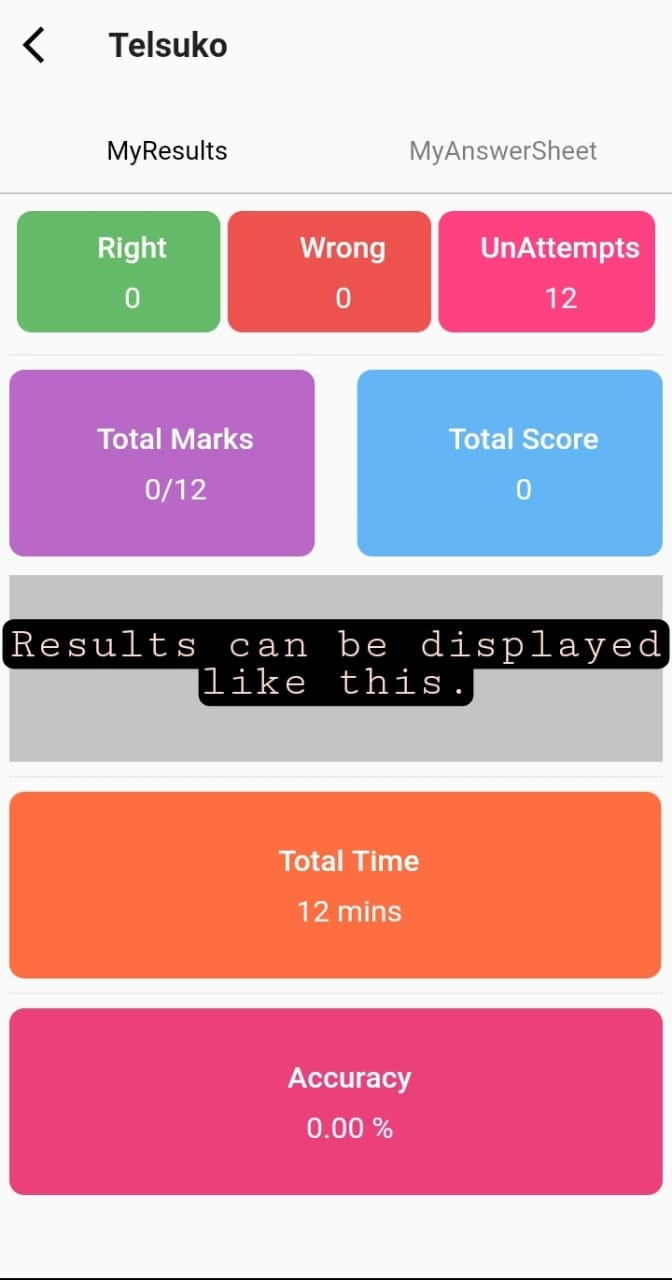 Telsuko
MyResults MyAnswerSheet
Right Wrong UnAttempts
0 0 12
Total Marks Total Score
0/12 0
Results can be displayed
like this.
Total Time
12 mins
Accuracy
0.00 %